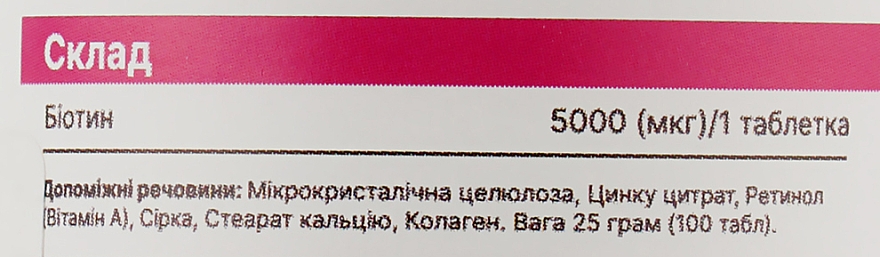 Склад
Біотин 5000 (мкг)/1 таблетка
Допоміжні речовини: Мікрокристалічна целюлоза, Цинку цитрат, Ретинол
(Вітамін А), Сірка, Стеарат кальцію, Колаген. Вага 25 грам (100 табл).